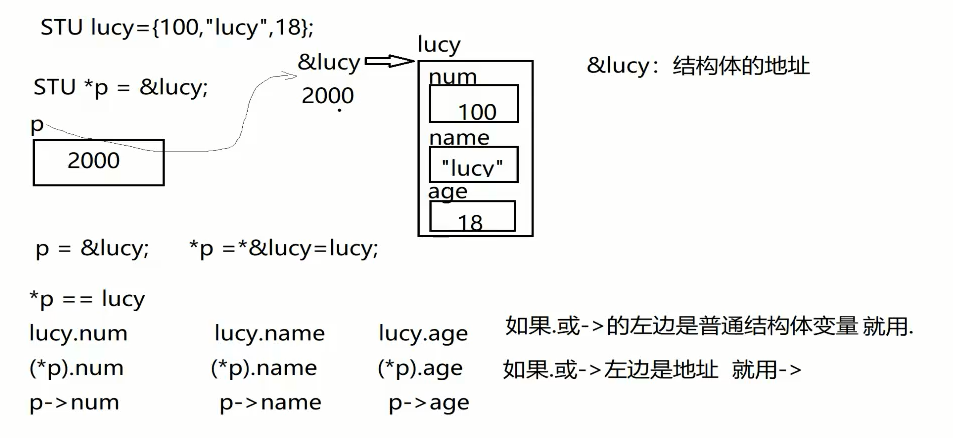 STU lucy={100,"lucy",18};
lucy
&lucy
&lucy：结构体的地址
num
STU *p = &lucy;
2000
100
p
name
2000
"lucy"
age
18
p = &lucy; *p =*&lucy=lucy;
*p == lucy
lucy.num lucy.name lucy.age 如果.或->的左边是普通结构体变量 就用.
(*p).num (*p).name (*p).age 如果.或->左边是地址 就用->
p->num p->name p->age